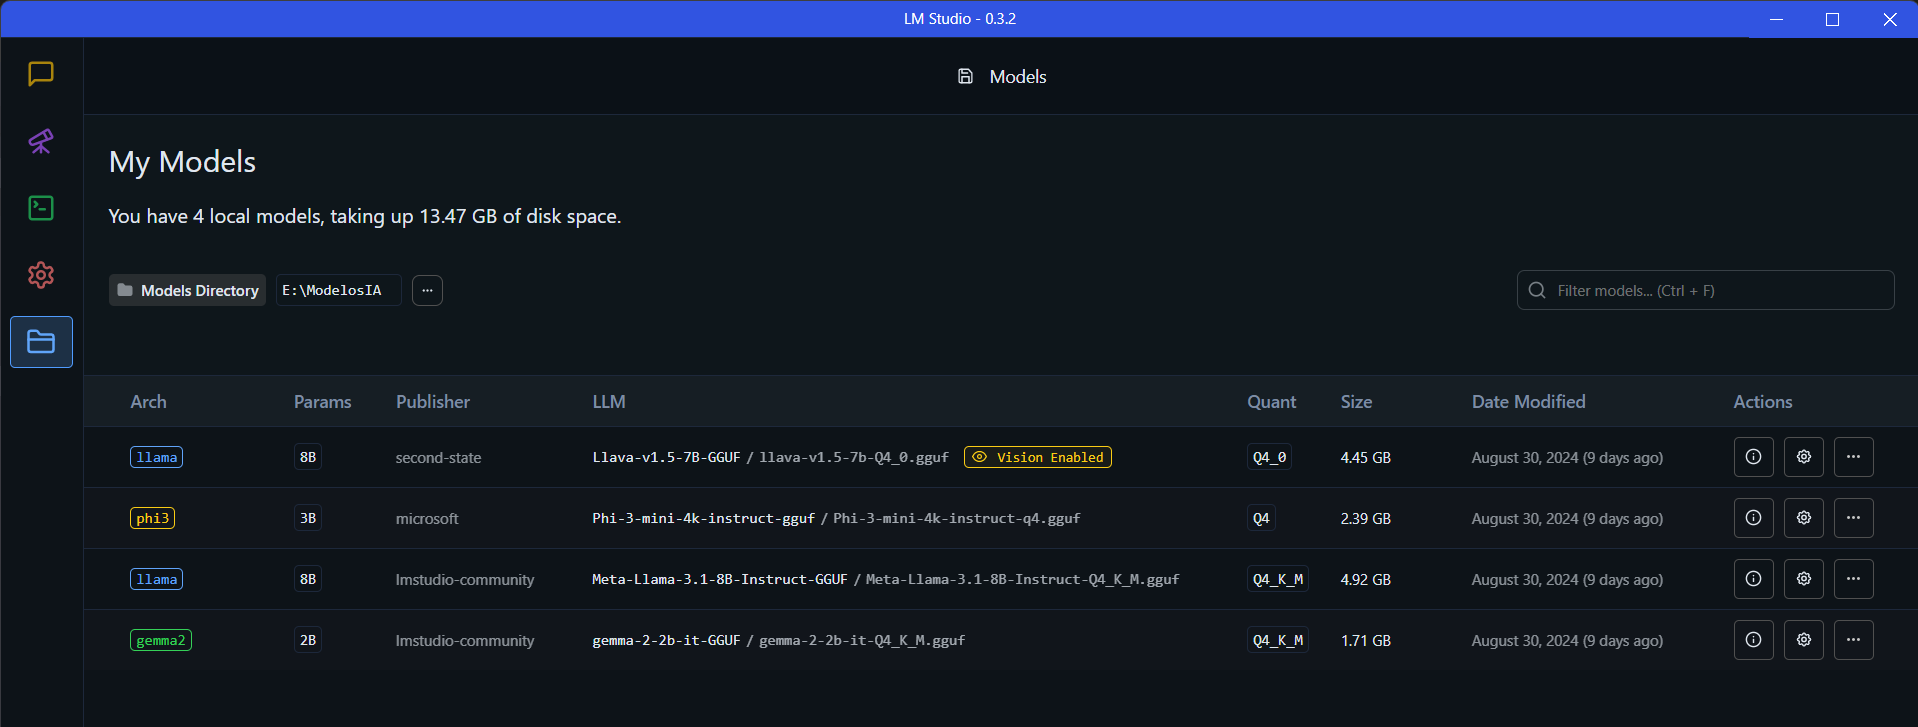 LM Studio - 0.3.2
Models
My Models
You have 4 local models, taking up 13.47 GB of disk space.
Models Directory E:\ModelosIA ... Filter models... (Ctrl + F)
Arch Params Publisher LLM Quant Size Date Modified Actions
llama 8B second-state Llava-v1.5-7B-GGUF / llava-v1.5-7b-Q4_0.gguf Vision Enabled Q4_0 4.45 GB August 30, 2024 (9 days ago) ...
phi3 3B microsoft Phi-3-mini-4k-instruct-gguf / Phi-3-mini-4k-instruct-q4.gguf Q4 2.39 GB August 30, 2024 (9 days ago) ...
llama 8B lmstudio-community Meta-Llama-3.1-8B-Instruct-GGUF / Meta-Llama-3.1-8B-Instruct-Q4_K_M.gguf Q4_K_M 4.92 GB August 30, 2024 (9 days ago) ...
gemma2 2B lmstudio-community gemma-2-2b-it-GGUF / gemma-2-2b-it-Q4_K_M.gguf Q4_K_M 1.71 GB August 30, 2024 (9 days ago) ...